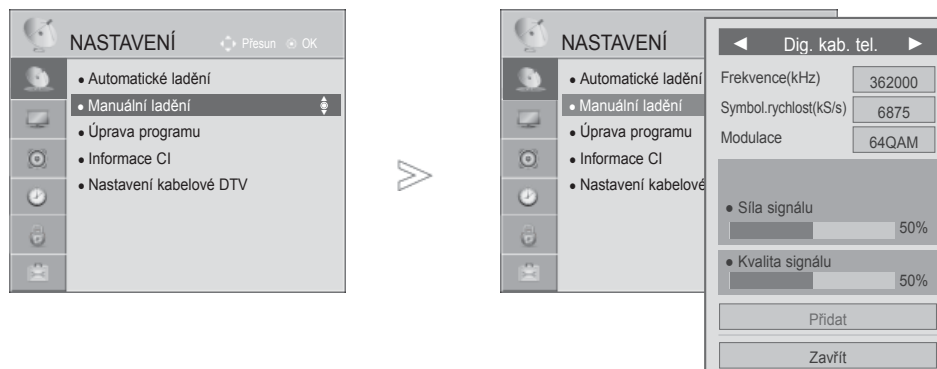 NASTAVENÍ Přesun OK
• Automatické ladění
• Manuální ladění
• Úprava programu
• Informace CI
• Nastavení kabelové DTV
NASTAVENÍ
• Automatické ladění
• Manuální ladění
• Úprava programu
• Informace CI
• Nastavení kabelové
◄ Dig. kab. tel. ►
Frekvence(kHz) 362000
Symbol.rychlost(kS/s) 6875
Modulace 64QAM
• Síla signálu
50%
• Kvalita signálu
50%
Přidat
Zavřít